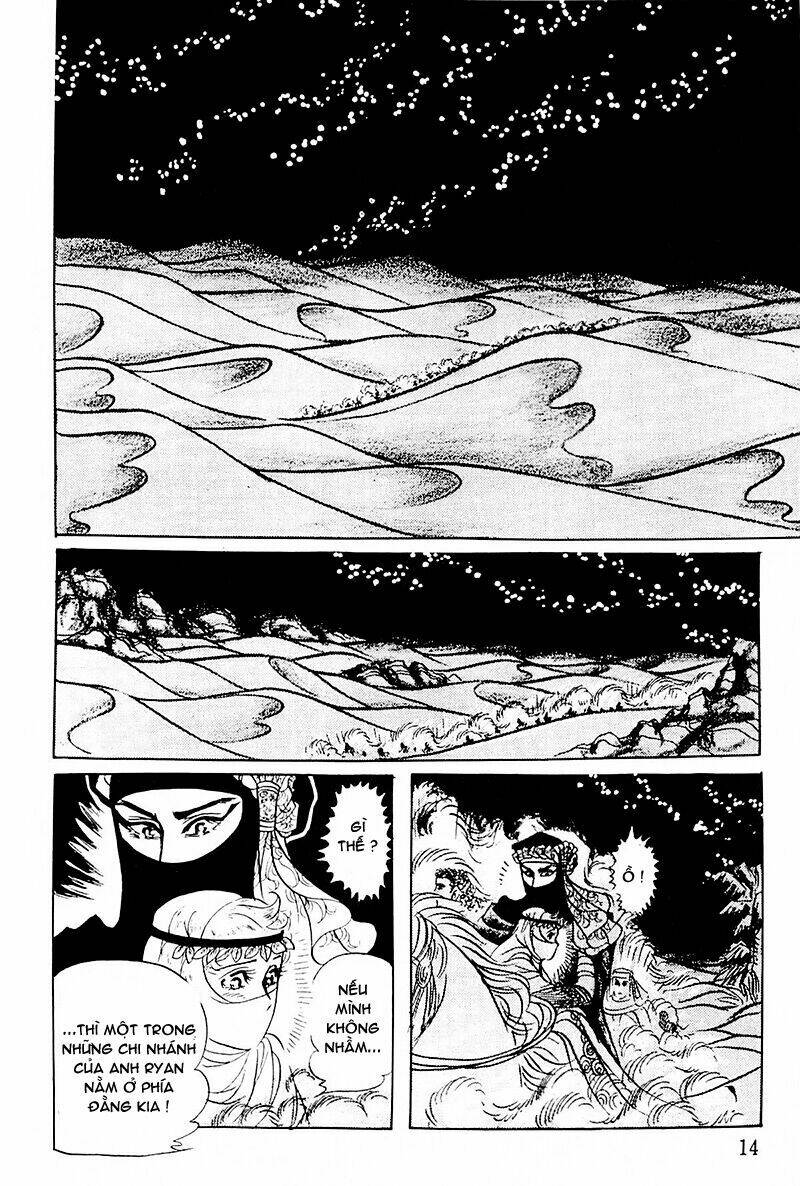 Ồ !
GÌ
THẾ ?
NẾU
MÌNH
KHÔNG
NHẦM...
...THÌ MỘT TRONG
NHỮNG CHI NHÁNH
CỦA ANH RYAN
NẰM Ở PHÍA
ĐẰNG KIA !
14